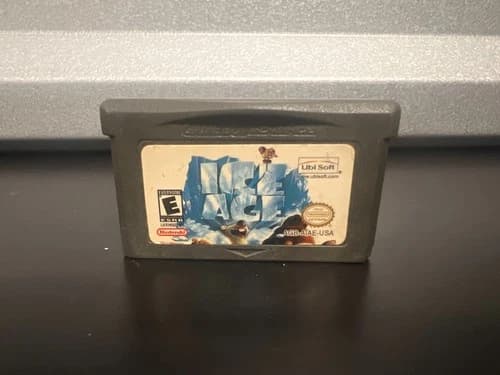 GAME BOY ADVANCE
ICE
AGE
Ubi Soft
www.ubisoft.com
EVERYONE
E
ESRB
Nintendo
AGB-AIAE-USA